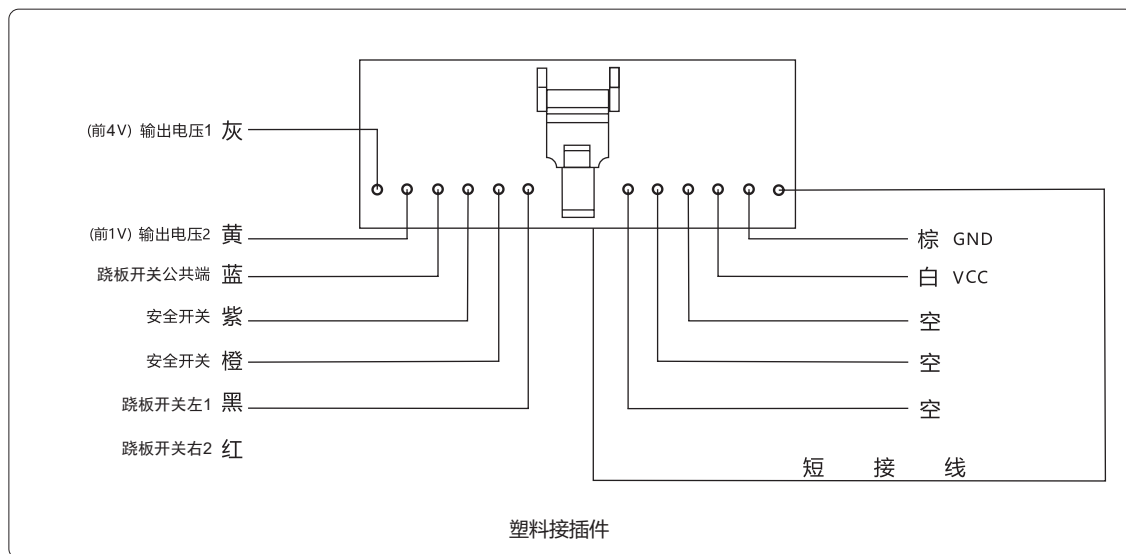 (前4V) 输出电压1 灰
(前1V) 输出电压2 黄
跷板开关公共端 蓝
安全开关 紫
安全开关 橙
跷板开关左1 黑
跷板开关右2 红
棕 GND
白 VCC
空
空
空
短 接 线
塑料接插件